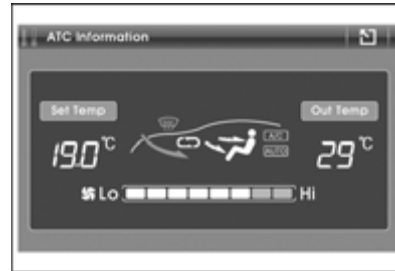 ATC Information
Set Temp
Out Temp
A/C
AUTO
19.0 °C
29 °C
Lo
Hi